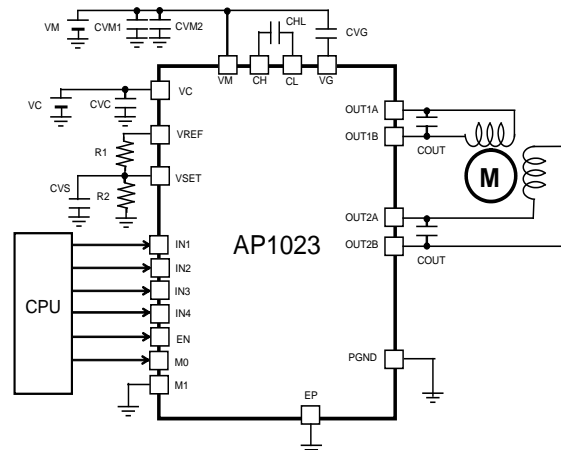 VM
CVM1
CVM2
CHL
CVG
VM
CH
CL
VG
VC
CVC
VC
VREF
R1
VSET
CVS
R2
OUT1A
OUT1B
COUT
M
OUT2A
OUT2B
COUT
AP1023
CPU
IN1
IN2
IN3
IN4
EN
M0
M1
PGND
EP